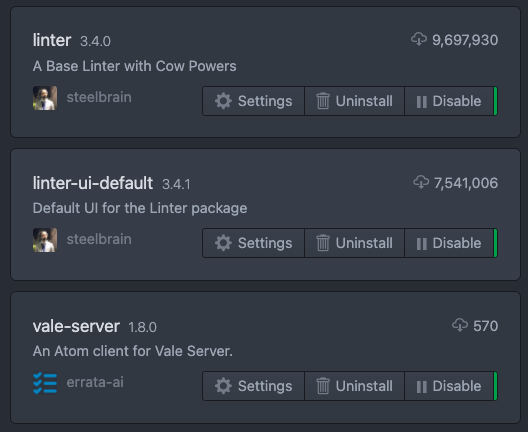 linter 3.4.0 9,697,930
A Base Linter with Cow Powers
steelbrain Settings Uninstall Disable
linter-ui-default 3.4.1 7,541,006
Default UI for the Linter package
steelbrain Settings Uninstall Disable
vale-server 1.8.0 570
An Atom client for Vale Server.
errata-ai Settings Uninstall Disable